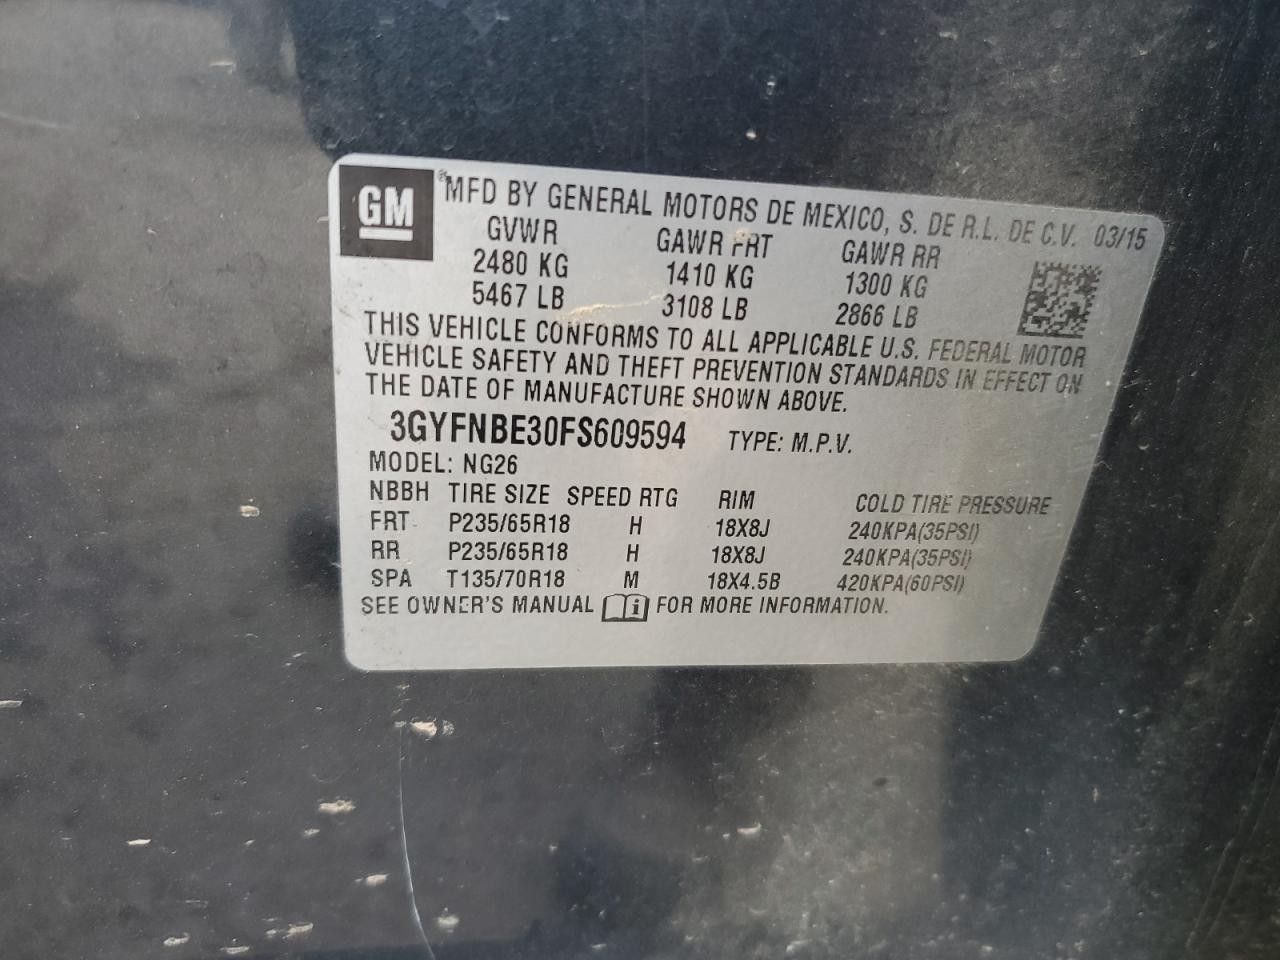 GM ® MFD BY GENERAL MOTORS DE MEXICO, S. DE R.L. DE C.V. 03/15
GVWR GAWR FRT GAWR RR
2480 KG 1410 KG 1300 KG
5467 LB 3108 LB 2866 LB
THIS VEHICLE CONFORMS TO ALL APPLICABLE U.S. FEDERAL MOTOR
VEHICLE SAFETY AND THEFT PREVENTION STANDARDS IN EFFECT ON
THE DATE OF MANUFACTURE SHOWN ABOVE.
3GYFNBE30FS609594 TYPE: M.P.V.
MODEL: NG26
NBBH TIRE SIZE SPEED RTG RIM COLD TIRE PRESSURE
FRT P235/65R18 H 18X8J 240KPA(35PSI)
RR P235/65R18 H 18X8J 240KPA(35PSI)
SPA T135/70R18 M 18X4.5B 420KPA(60PSI)
SEE OWNER'S MANUAL i FOR MORE INFORMATION.